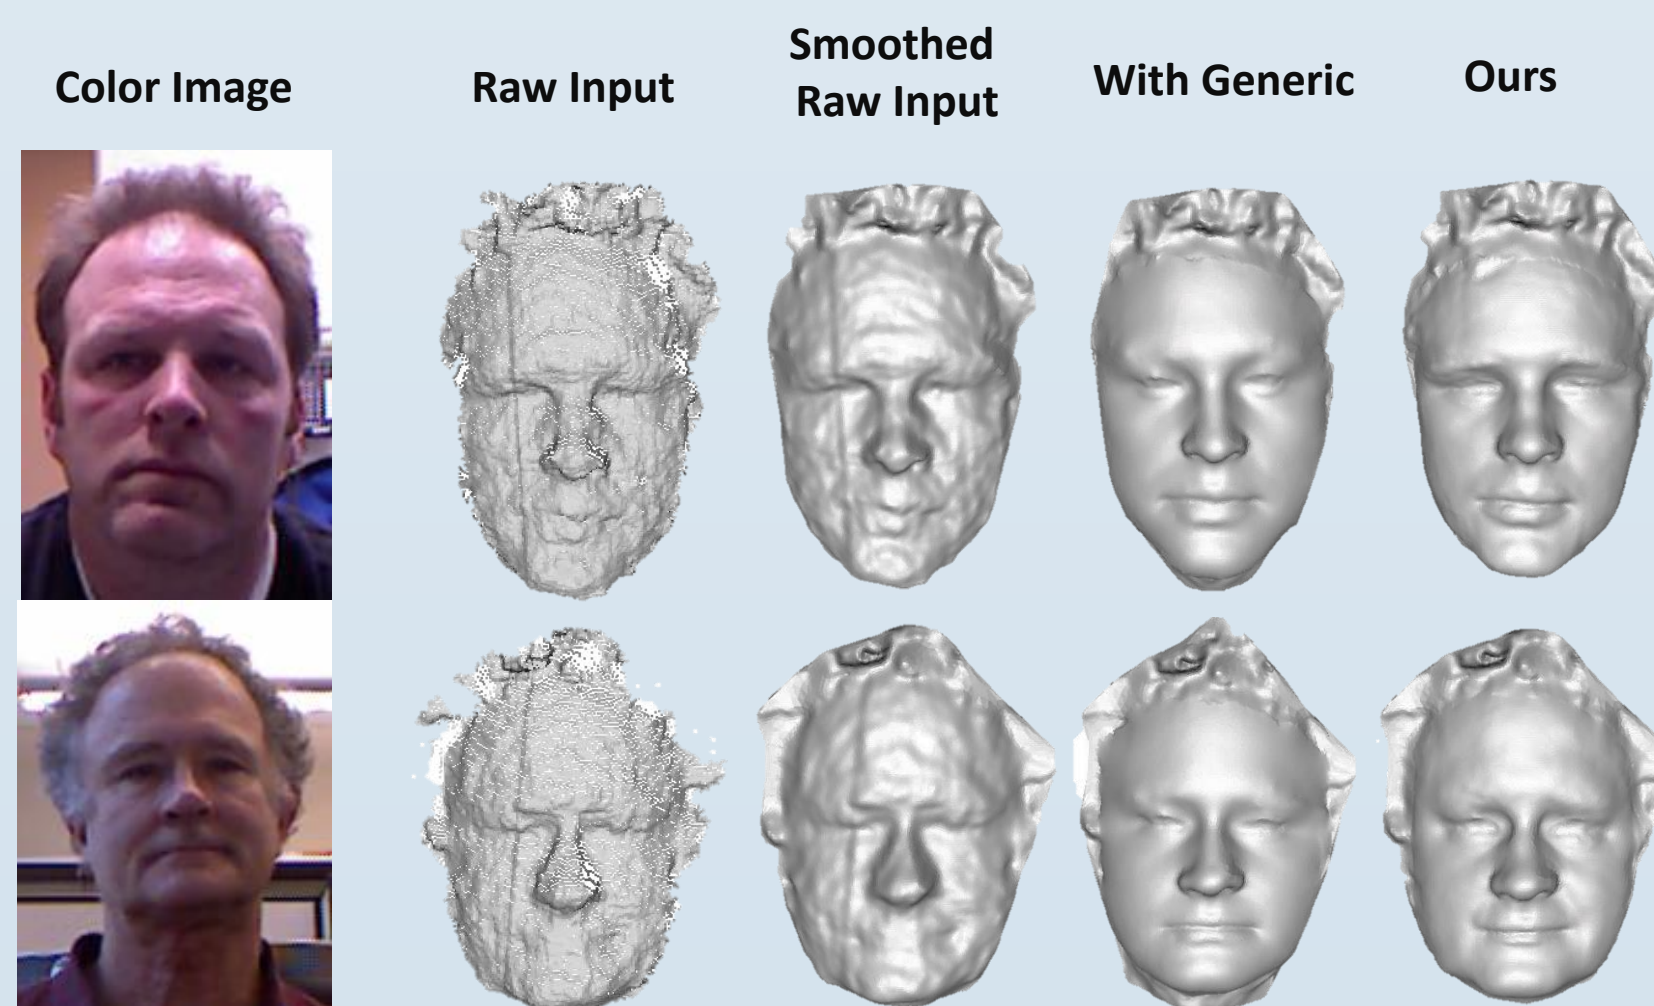 Color Image
Raw Input
Smoothed
Raw Input
With Generic
Ours